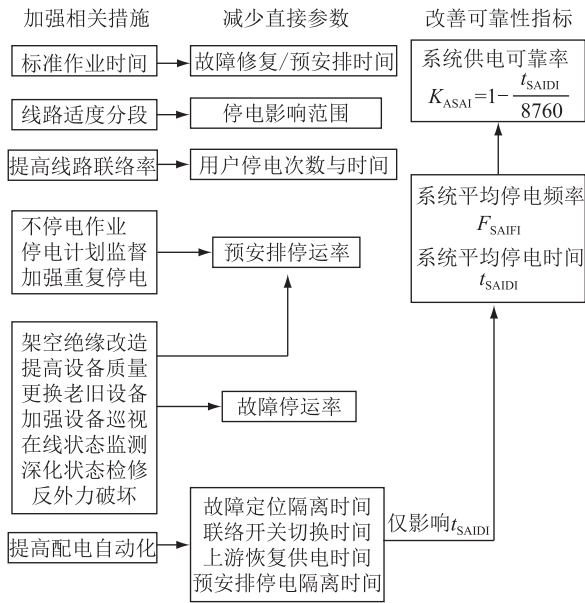 加强相关措施
减少直接参数
改善可靠性指标
标准作业时间
故障修复/预安排时间
系统供电可靠率
K_ASAI=1-t_SAIDI/8760
线路适度分段
停电影响范围
提高线路联络率
用户停电次数与时间
系统平均停电频率
F_SAIFI
系统平均停电时间
t_SAIDI
不停电作业
停电计划监督
加强重复停电
预安排停运率
架空绝缘改造
提高设备质量
更换老旧设备
加强设备巡视
在线状态监测
深化状态检修
反外力破坏
故障停运率
提高配电自动化
故障定位隔离时间
联络开关切换时间
上游恢复供电时间
预安排停电隔离时间
仅影响t_SAIDI